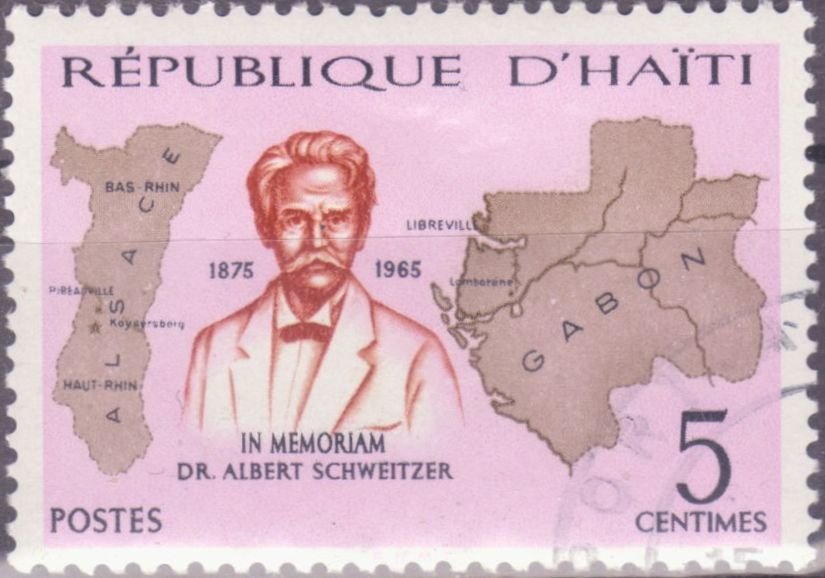 RÉPUBLIQUE D'HAÏTI
BAS-RHIN
ALSACE
LIBREVILLE
1875 1965
Lambaréné
Kaysersberg
GABON
HAUT-RHIN
IN MEMORIAM
DR. ALBERT SCHWEITZER
5
POSTES
CENTIMES